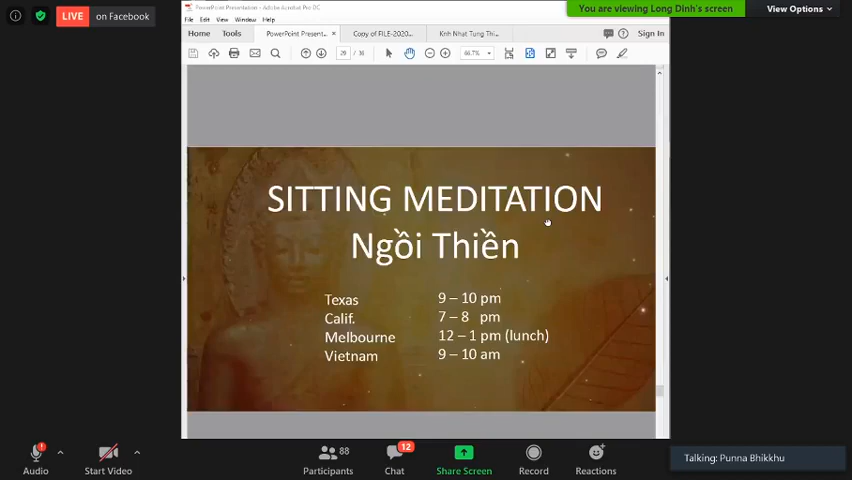 LIVE on Facebook
PowerPoint Presentation - Adobe Acrobat Pro DC
You are viewing Long Dinh's screen
View Options
File Edit View Window Help
Home Tools PowerPoint Present... × Copy of FILE-2020... Knh Nhat Tung Thi... Sign In
29 / 36 66.7%
SITTING MEDITATION
Ngồi Thiền
Texas 9 – 10 pm
Calif. 7 – 8 pm
Melbourne 12 – 1 pm (lunch)
Vietnam 9 – 10 am
88
12
Audio
Start Video
Participants
Chat
Share Screen
Record
Reactions
Talking: Punna Bhikkhu